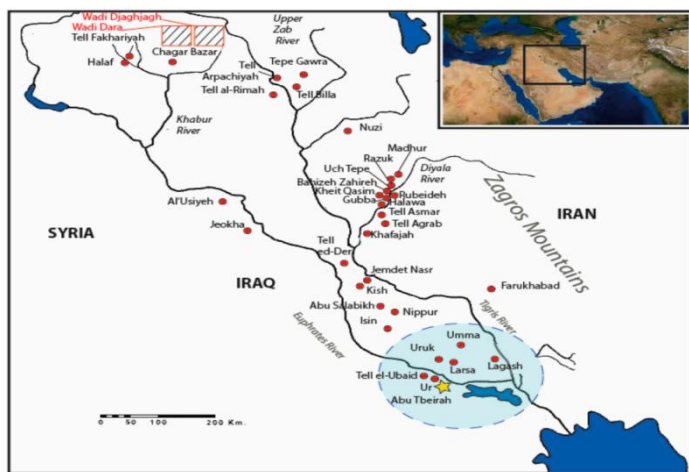 Wadi Djaghjagh
Wadi Dara
Upper
Zab
River
Tell Fakhariyah
Halaf
Chagar Bazar
Tell
Arpachiyah
Tepe Gawra
Tell al-Rimah
Tell Billa
Khabur
River
Nuzi
Madhur
Razuk
Uch Tepe
Diyala
River
Bahizeh Zahireh
Kheit Qasim
Rubeideh
Gubba
Halawa
Al'Usiyeh
Tell Asmar
Tell Agrab
Jeokha
Khafajah
Zagros Mountains
IRAN
SYRIA
Tell
ed-Der
IRAQ
Jemdet Nasr
Kish
Farukhabad
Abu Salabikh
Nippur
Isin
Euphrates River
Tigris River
Umma
Uruk
Larsa
Lagash
Tell el-Ubaid
Ur
Abu Tbeirah
0
100
200 Km.